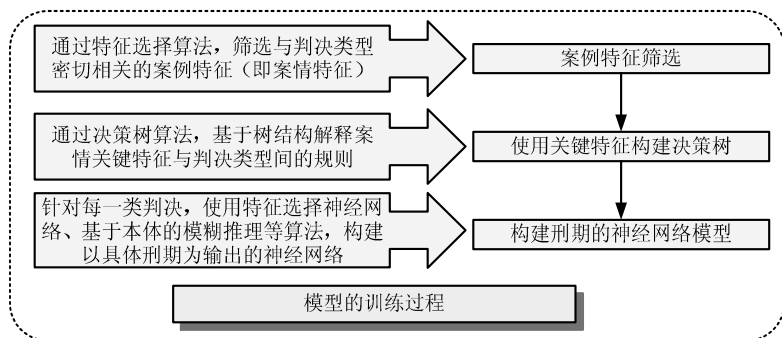 通过特征选择算法，筛选与判决类型
密切相关的案例特征（即案情特征）
案例特征筛选
通过决策树算法，基于树结构解释案
情关键特征与判决类型间的规则
使用关键特征构建决策树
针对每一类判决，使用特征选择神经网
络、基于本体的模糊推理等算法，构建
以具体刑期为输出的神经网络
构建刑期的神经网络模型
模型的训练过程